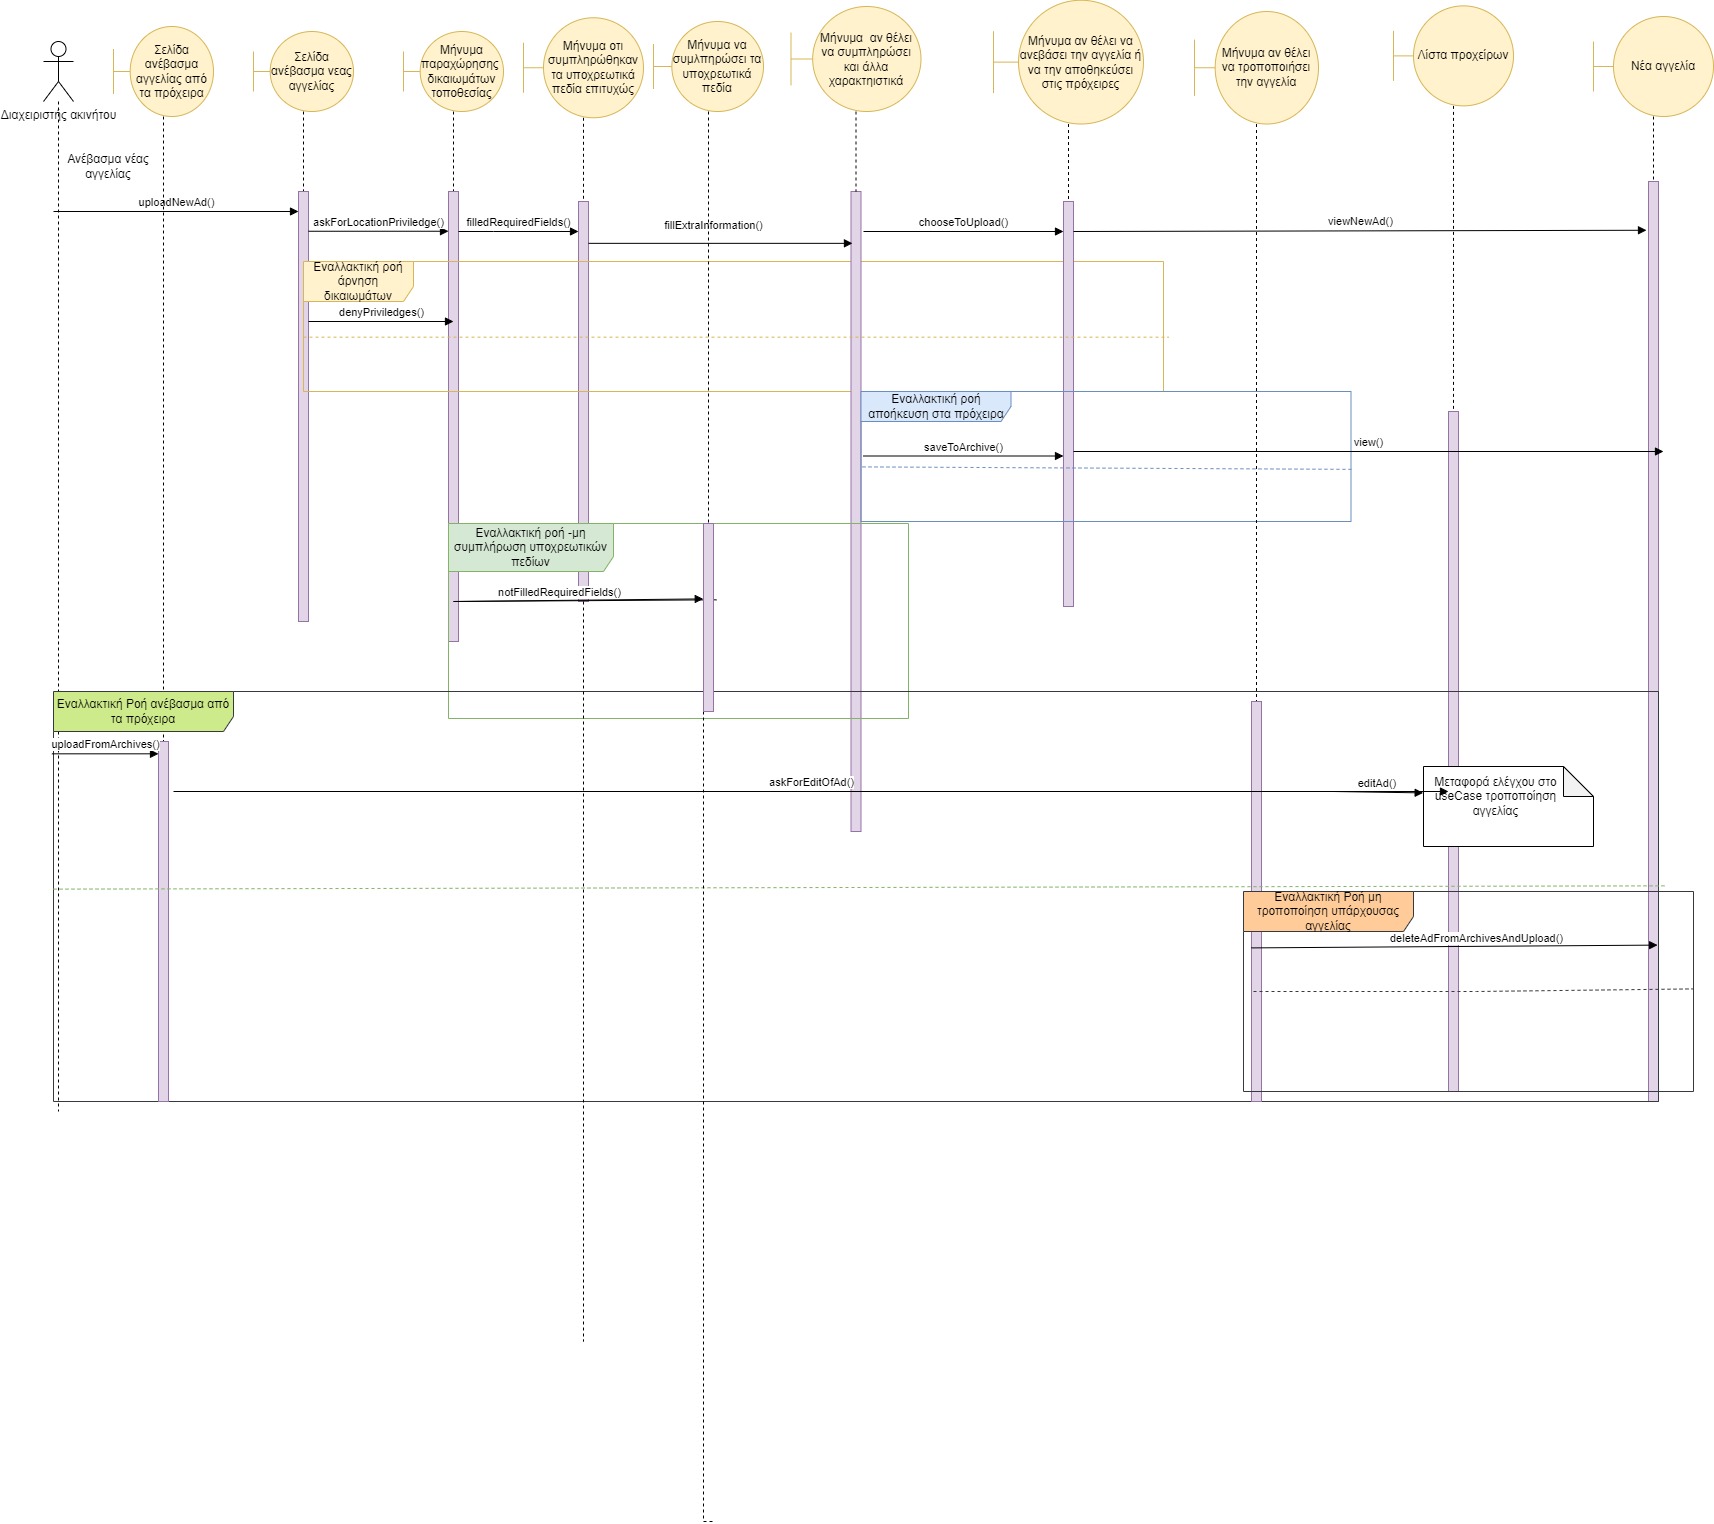 Σελίδα
ανέβασμα
αγγελίας από
τα πρόχειρα
Σελίδα
ανέβασμα νεας
αγγελίας
Μήνυμα
παραχώρησης
δικαιωμάτων
τοποθεσίας
Μήνυμα οτι
συμπληρώθηκαν
τα υποχρεωτικά
πεδία επιτυχώς
Μήνυμα να
συμλπηρώσει τα
υποχρεωτικά
πεδία
Μήνυμα αν θέλει
να συμπληρώσει
και άλλα
χαρακτηιστικά
Μήνυμα αν θέλει να
ανεβάσει την αγγελία ή
να την αποθηκεύσει
στις πρόχειρες
Μήνυμα αν θέλει
να τροποποιήσει
την αγγελία
Λίστα προχείρων
Νέα αγγελία
Διαχειριστής ακινήτου
Ανέβασμα νέας
αγγελίας
uploadNewAd()
askForLocationPriviledge()
filledRequiredFields()
fillExtraInformation()
chooseToUpload()
viewNewAd()
Εναλλακτική ροή
άρνηση
δικαιωμάτων
denyPriviledges()
Εναλλακτική ροή
αποήκευση στα πρόχειρα
saveToArchive()
view()
Εναλλακτική ροή -μη
συμπλήρωση υποχρεωτικών
πεδίων
notFilledRequiredFields()
Εναλλακτική Ροή ανέβασμα από
τα πρόχειρα
uploadFromArchives()
askForEditOfAd()
editAd()
Μεταφορά ελέγχου στο
useCase τροποποίηση
αγγελίας
Εναλλακτική Ροή μη
τροποποίηση υπάρχουσας
αγγελίας
deleteAdFromArchivesAndUpload()